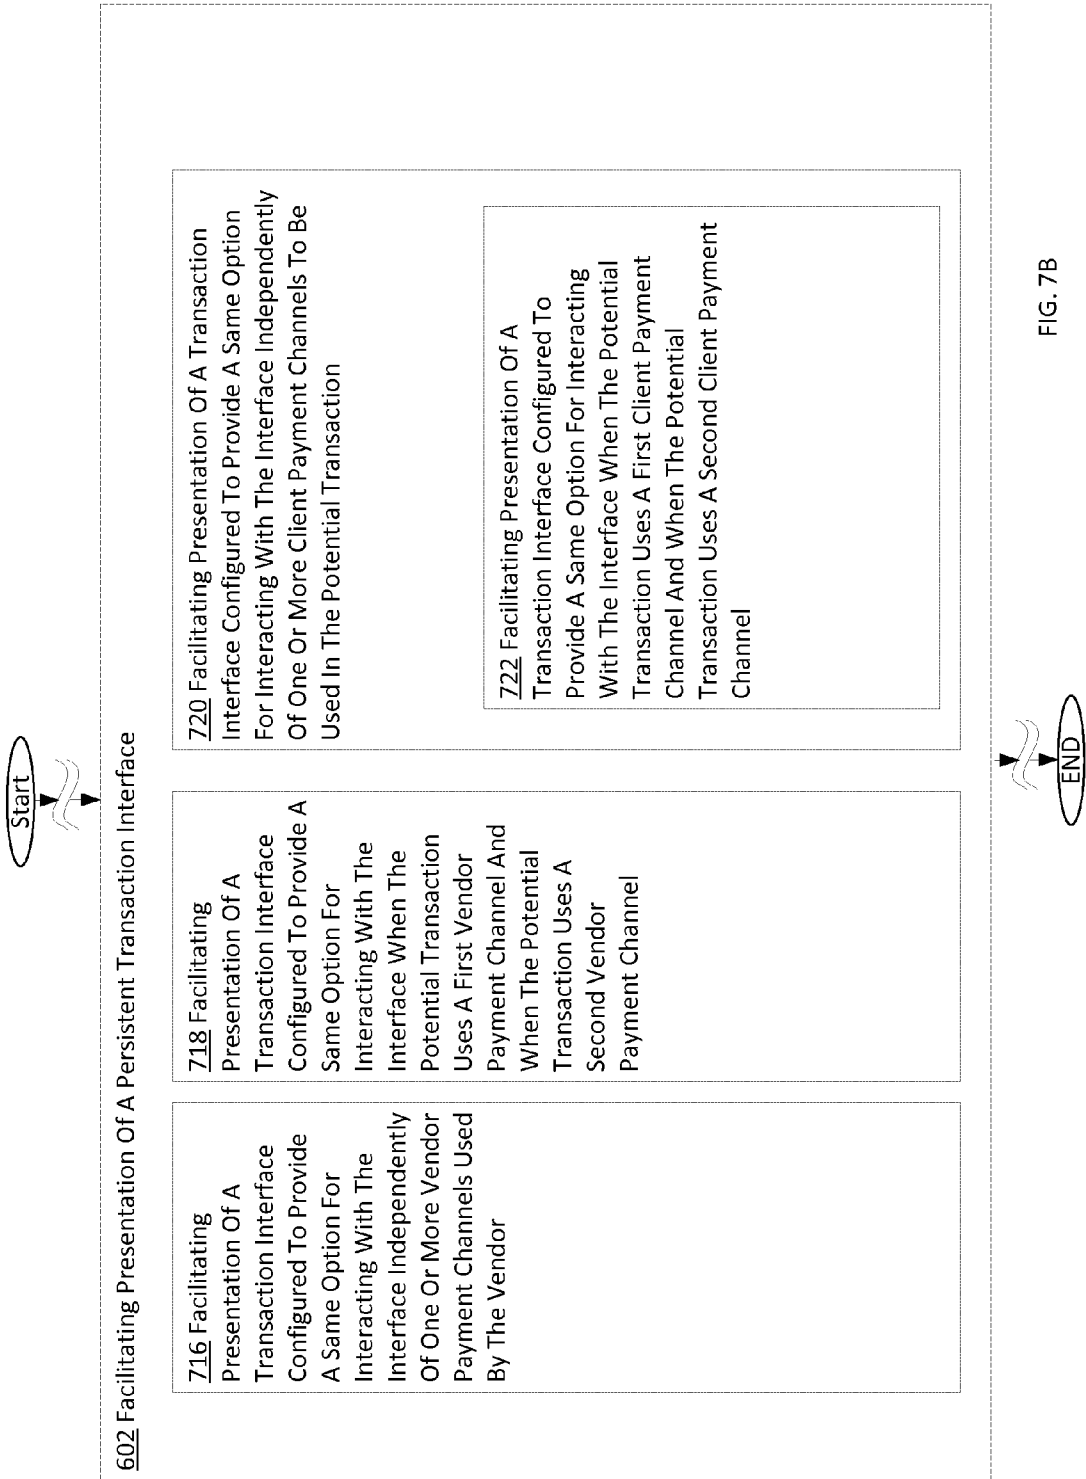 Start
602 Facilitating Presentation Of A Persistent Transaction Interface
716 Facilitating
Presentation Of A
Transaction Interface
Configured To Provide
A Same Option For
Interacting With The
Interface Independently
Of One Or More Vendor
Payment Channels Used
By The Vendor
718 Facilitating
Presentation Of A
Transaction Interface
Configured To Provide A
Same Option For
Interacting With The
Interface When The
Potential Transaction
Uses A First Vendor
Payment Channel And
When The Potential
Transaction Uses A
Second Vendor
Payment Channel
720 Facilitating Presentation Of A Transaction
Interface Configured To Provide A Same Option
For Interacting With The Interface Independently
Of One Or More Client Payment Channels To Be
Used In The Potential Transaction
722 Facilitating Presentation Of A
Transaction Interface Configured To
Provide A Same Option For Interacting
With The Interface When The Potential
Transaction Uses A First Client Payment
Channel And When The Potential
Transaction Uses A Second Client Payment
Channel
END
FIG. 7B